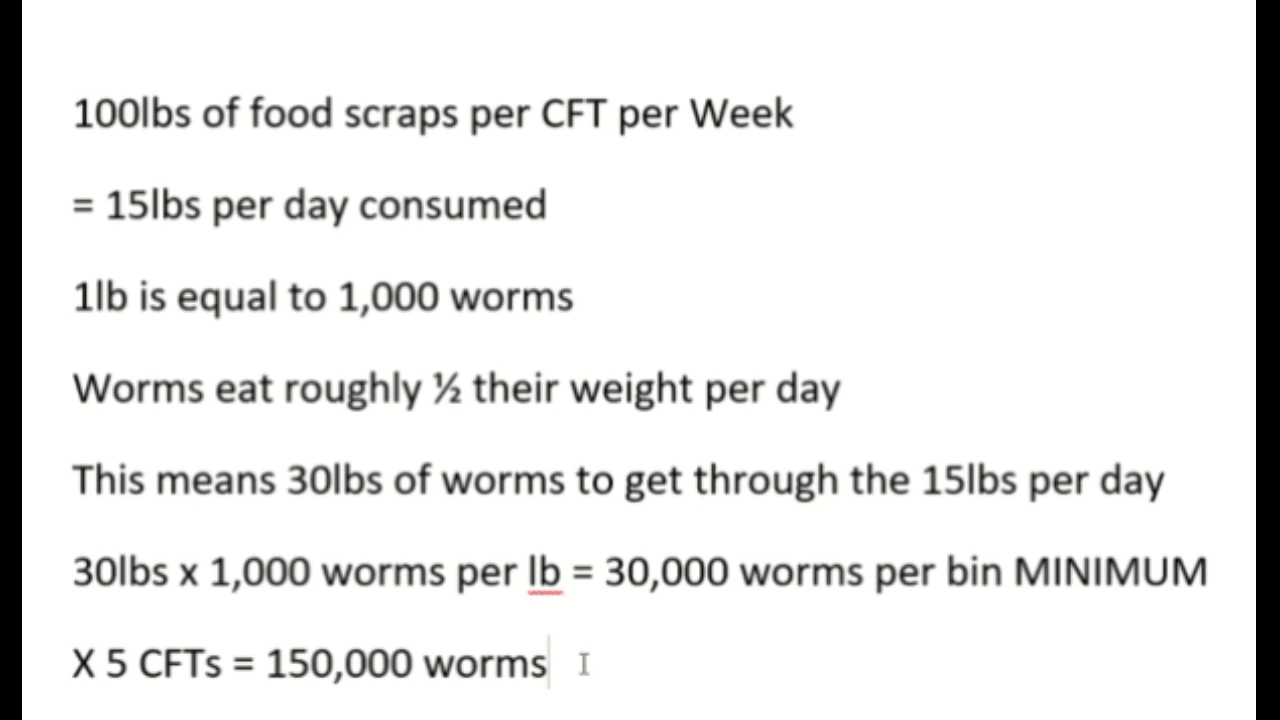 100lbs of food scraps per CFT per Week
= 15lbs per day consumed
1lb is equal to 1,000 worms
Worms eat roughly ½ their weight per day
This means 30lbs of worms to get through the 15lbs per day
30lbs x 1,000 worms per lb = 30,000 worms per bin MINIMUM
X 5 CFTs = 150,000 worms